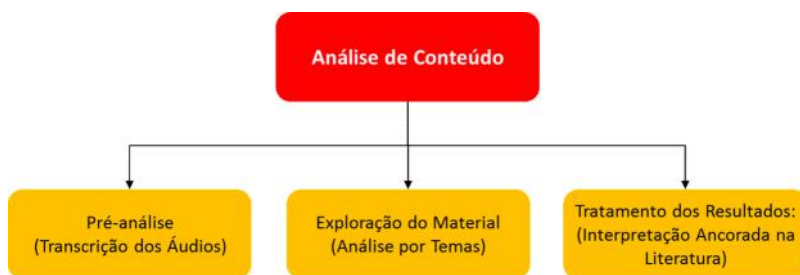 Análise de Conteúdo
Pré-análise
(Transcrição dos Áudios)
Exploração do Material
(Análise por Temas)
Tratamento dos Resultados:
(Interpretação Ancorada na
Literatura)